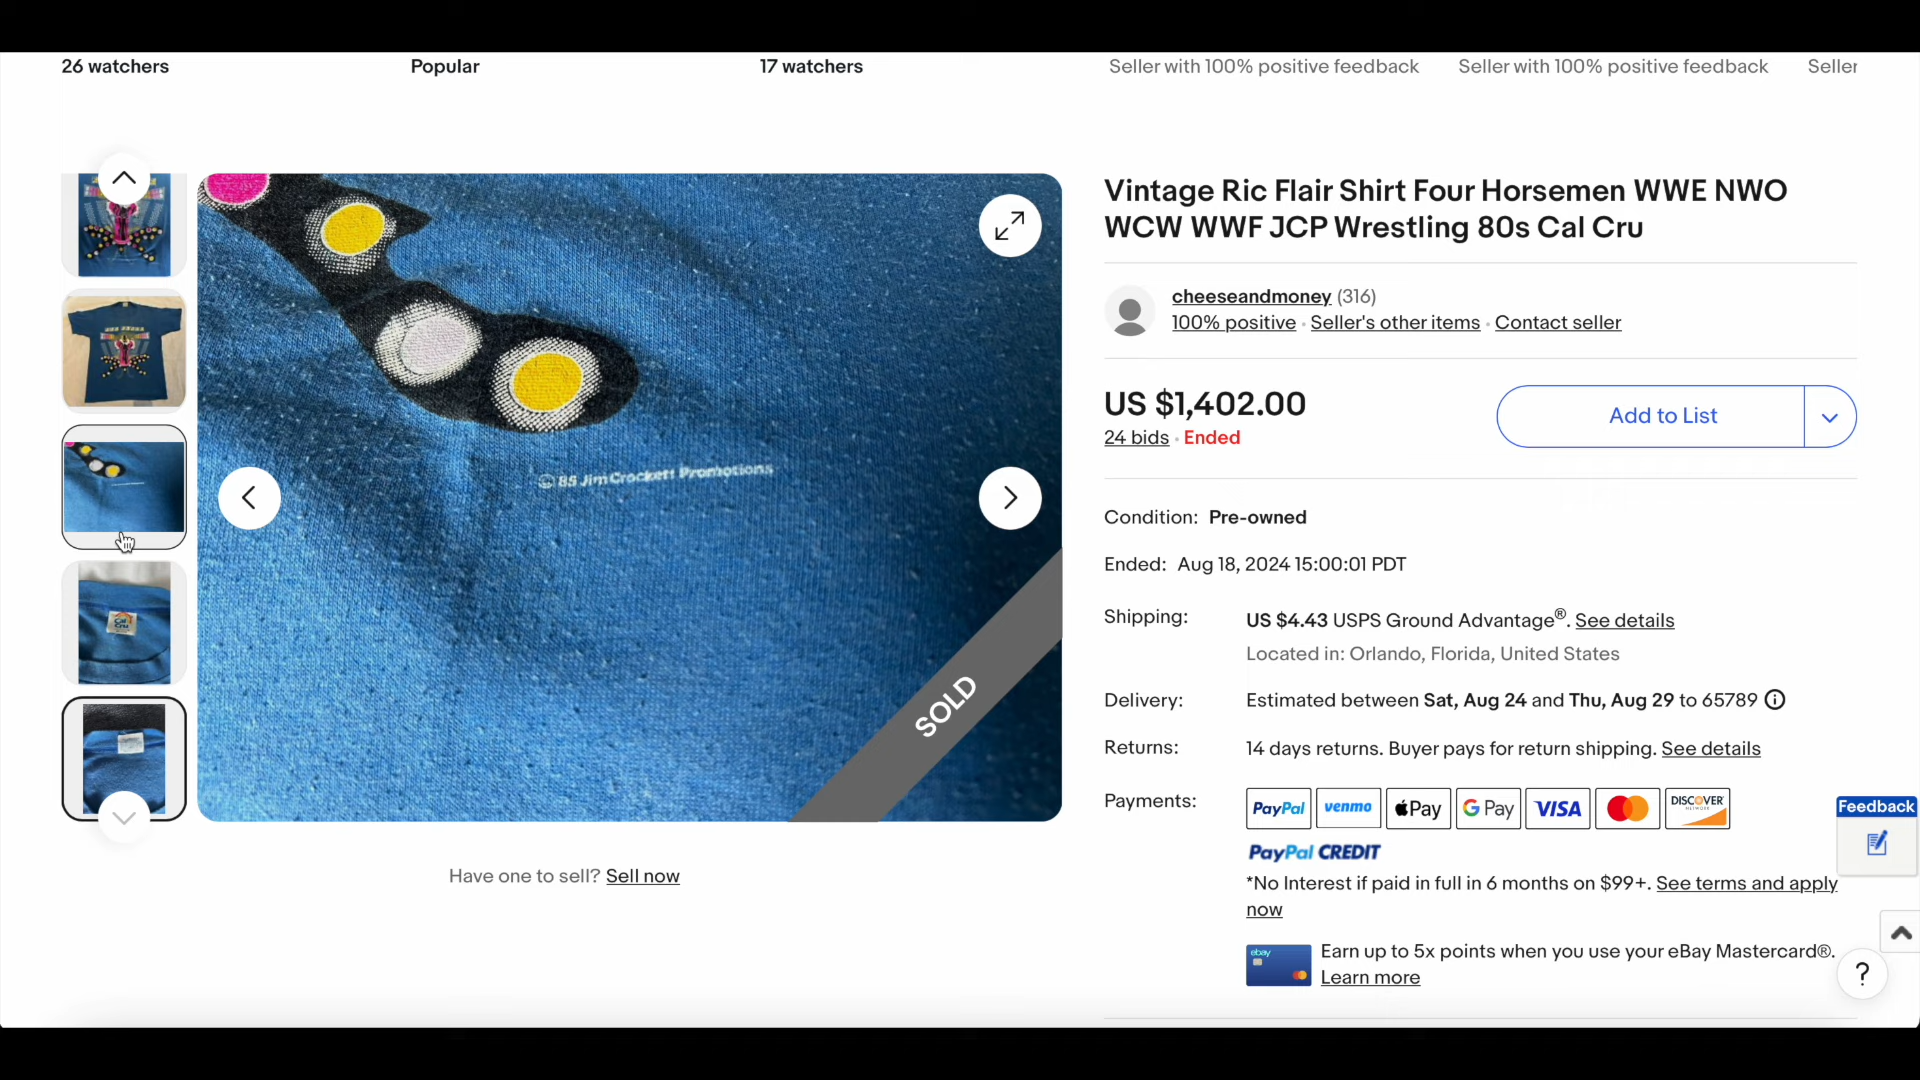 26 watchers
Popular
17 watchers
Seller with 100% positive feedback
Seller with 100% positive feedback
Seller
© 85 Jim Crockett Promotions
SOLD
Have one to sell? Sell now
Vintage Ric Flair Shirt Four Horsemen WWE NWO
WCW WWF JCP Wrestling 80s Cal Cru
cheeseandmoney (316)
100% positive · Seller's other items · Contact seller
US $1,402.00
24 bids · Ended
Add to List
Condition: Pre-owned
Ended: Aug 18, 2024 15:00:01 PDT
Shipping: US $4.43 USPS Ground Advantage®. See details
Located in: Orlando, Florida, United States
Delivery: Estimated between Sat, Aug 24 and Thu, Aug 29 to 65789
Returns: 14 days returns. Buyer pays for return shipping. See details
Payments: PayPal venmo Pay G Pay VISA DISCOVER
PayPal CREDIT
*No Interest if paid in full in 6 months on $99+. See terms and apply
now
ebay
Earn up to 5x points when you use your eBay Mastercard®.
Learn more
Feedback
?
Cal
Cru